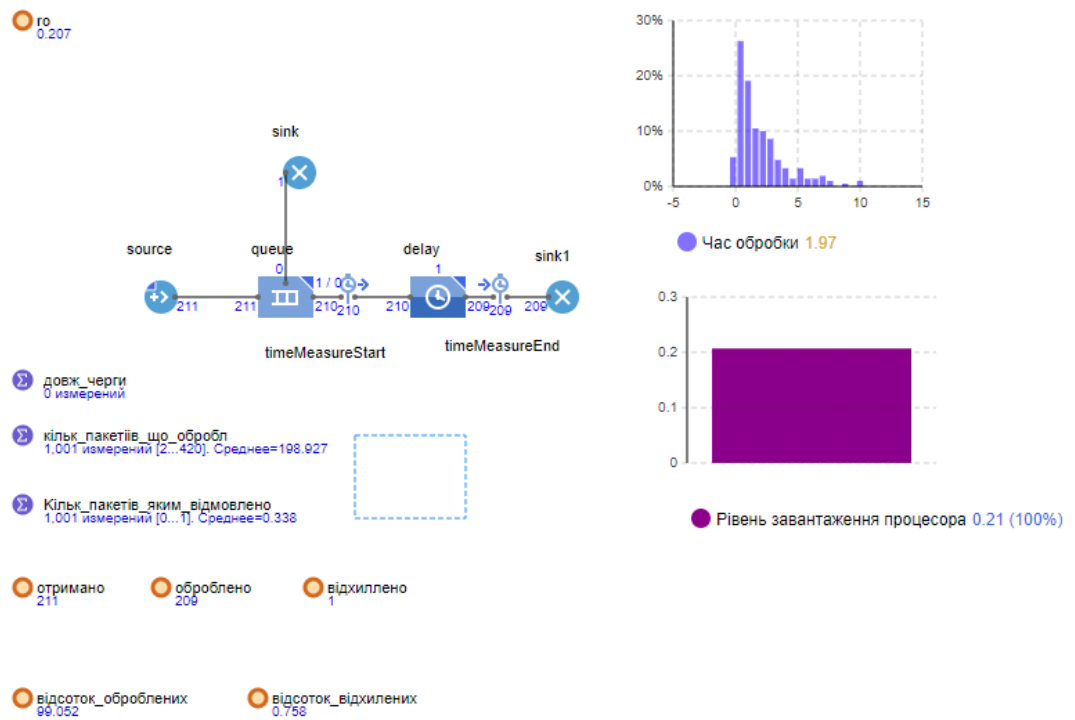 го
0.207
sink
1
source
queue
delay
sink1
0
1 / 0
1
211
211
210
210
210
209
209
209
timeMeasureStart
timeMeasureEnd
довж_черги
0 измерений
кільк_пакетіів_що_обробл
1,001 измерений [2...420]. Среднее=198.927
Кільк_пакетів_яким_відмовлено
1,001 измерений [0...1]. Среднее=0.338
отримано
211
оброблено
209
відхиллено
1
відсоток_оброблених
99.052
відсоток_відхилених
0.758
30%
20%
10%
0%
-5
0
5
10
15
Час обробки 1.97
0.3
0.2
0.1
0
Рівень завантаження процесора 0.21 (100%)